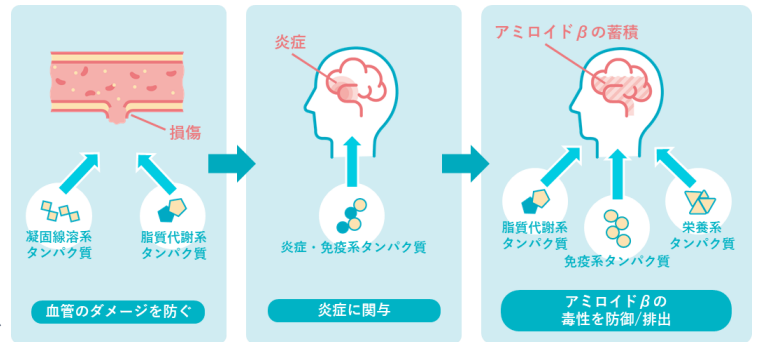 損傷
凝固線溶系
タンパク質
脂質代謝系
タンパク質
血管のダメージを防ぐ
炎症
炎症・免疫系タンパク質
炎症に関与
アミロイドβの蓄積
脂質代謝系
タンパク質
免疫系タンパク質
栄養系
タンパク質
アミロイドβの
毒性を防御/排出